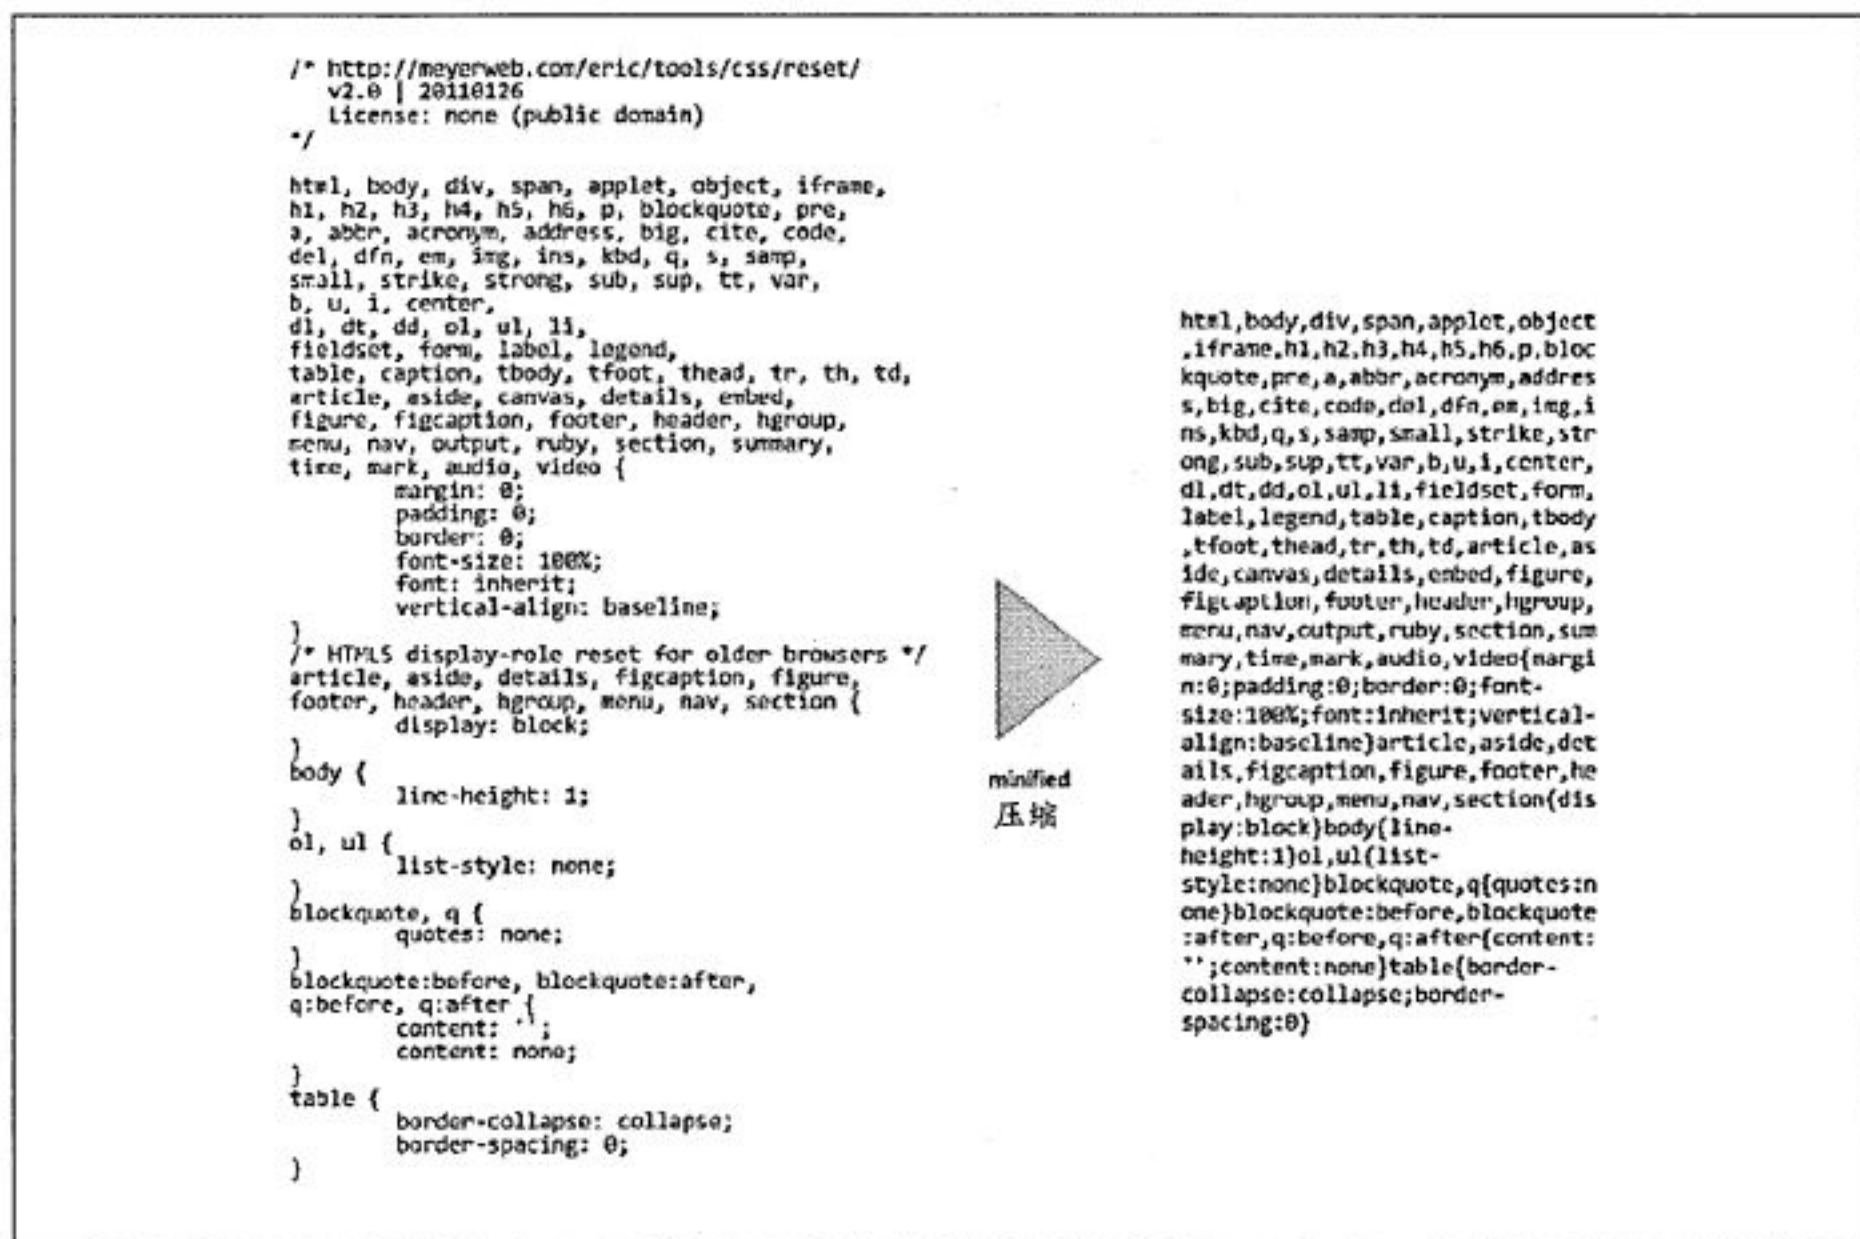 /* http://meyerweb.com/eric/tools/css/reset/
v2.0 | 20110126
License: none (public domain)
*/
html, body, div, span, applet, object, iframe,
h1, h2, h3, h4, h5, h6, p, blockquote, pre,
a, abbr, acronym, address, big, cite, code,
del, dfn, em, img, ins, kbd, q, s, samp,
small, strike, strong, sub, sup, tt, var,
b, u, i, center,
dl, dt, dd, ol, ul, li,
fieldset, form, label, legend,
table, caption, tbody, tfoot, thead, tr, th, td,
article, aside, canvas, details, embed,
figure, figcaption, footer, header, hgroup,
menu, nav, output, ruby, section, summary,
time, mark, audio, video {
margin: 0;
padding: 0;
border: 0;
font-size: 100%;
font: inherit;
vertical-align: baseline;
}
/* HTML5 display-role reset for older browsers */
article, aside, details, figcaption, figure,
footer, header, hgroup, menu, nav, section {
display: block;
}
body {
line-height: 1;
}
ol, ul {
list-style: none;
}
blockquote, q {
quotes: none;
}
blockquote:before, blockquote:after,
q:before, q:after {
content: '';
content: none;
}
table {
border-collapse: collapse;
border-spacing: 0;
}
minified
压缩
html,body,div,span,applet,object
,iframe,h1,h2,h3,h4,h5,h6,p,bloc
kquote,pre,a,abbr,acronym,addres
s,big,cite,code,del,dfn,em,img,i
ns,kbd,q,s,samp,small,strike,str
ong,sub,sup,tt,var,b,u,i,center,
dl,dt,dd,ol,ul,li,fieldset,form,
label,legend,table,caption,tbody
,tfoot,thead,tr,th,td,article,as
ide,canvas,details,embed,figure,
figcaption,footer,header,hgroup,
menu,nav,output,ruby,section,sum
mary,time,mark,audio,video{margi
n:0;padding:0;border:0;font-
size:100%;font:inherit;vertical-
align:baseline}article,aside,det
ails,figcaption,figure,footer,he
ader,hgroup,menu,nav,section{dis
play:block}body{line-
height:1}ol,ul{list-
style:none}blockquote,q{quotes:n
one}blockquote:before,blockquote
:after,q:before,q:after{content:
'';content:none}table{border-
collapse:collapse;border-
spacing:0}